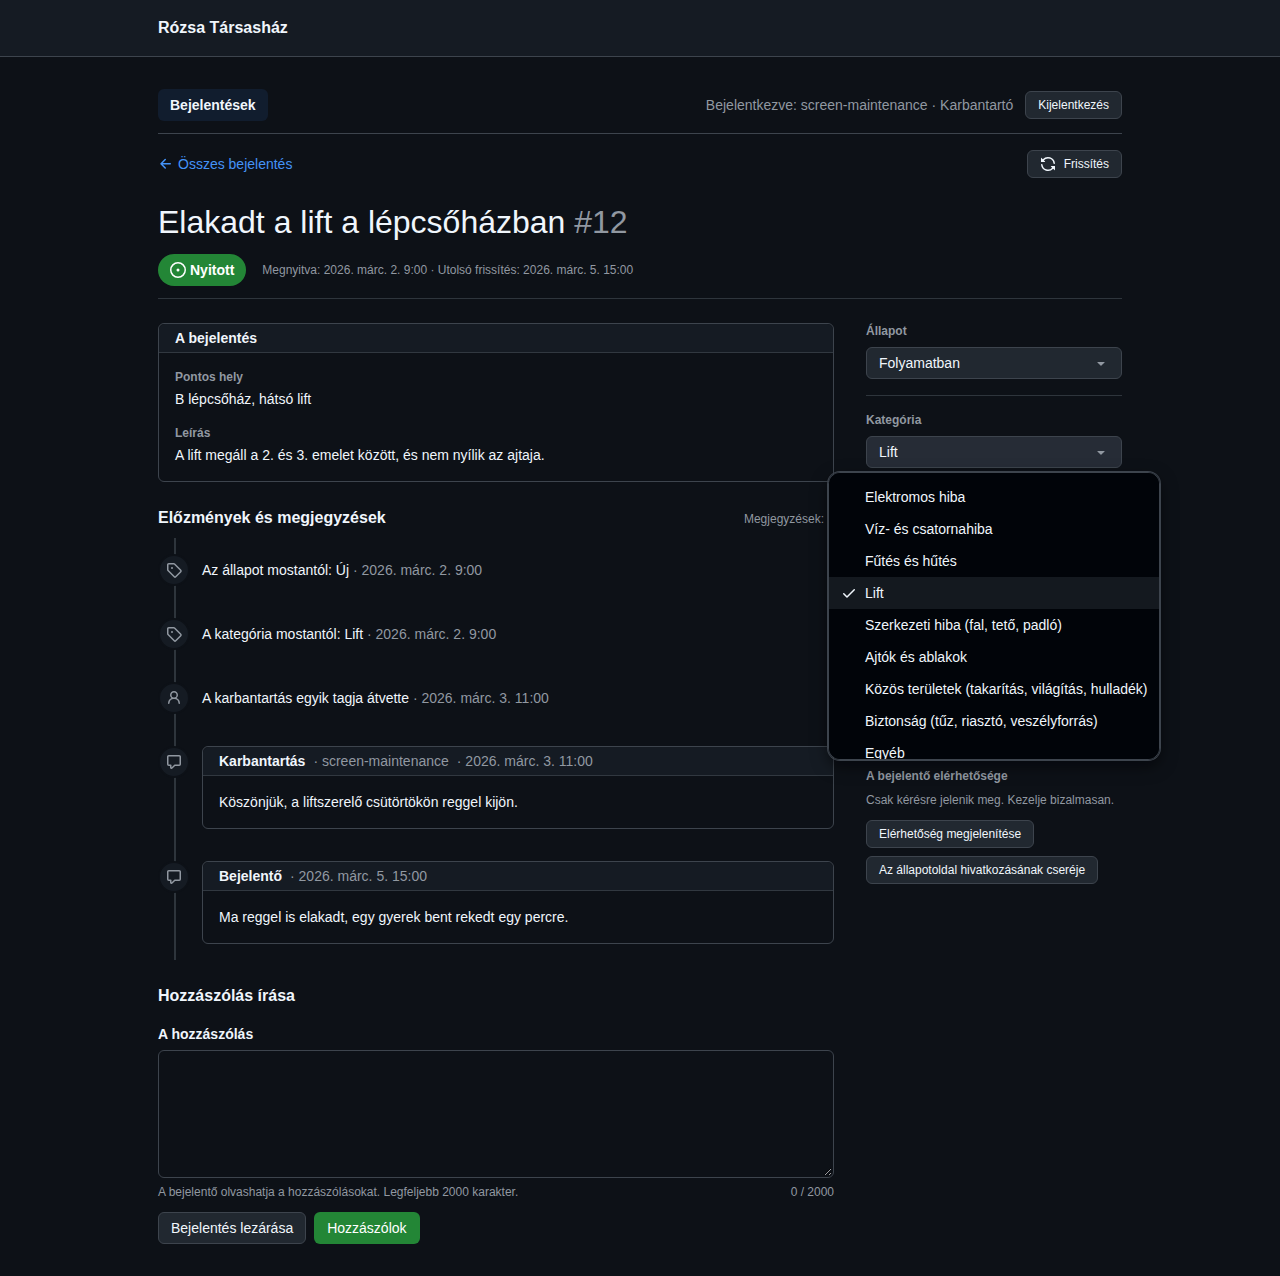 Rózsa Társasház
Bejelentések
Bejelentkezve: screen-maintenance · Karbantartó
Kijelentkezés
← Összes bejelentés
Frissítés
Elakadt a lift a lépcsőházban #12
Nyitott
Megnyitva: 2026. márc. 2. 9:00 · Utolsó frissítés: 2026. márc. 5. 15:00
A bejelentés
Pontos hely
B lépcsőház, hátsó lift
Leírás
A lift megáll a 2. és 3. emelet között, és nem nyílik az ajtaja.
Állapot
Folyamatban
Kategória
Lift
Elektromos hiba
Víz- és csatornahiba
Fűtés és hűtés
Lift
Szerkezeti hiba (fal, tető, padló)
Ajtók és ablakok
Közös területek (takarítás, világítás, hulladék)
Biztonság (tűz, riasztó, veszélyforrás)
Egyéb
Előzmények és megjegyzések
Megjegyzések:
Az állapot mostantól: Új · 2026. márc. 2. 9:00
A kategória mostantól: Lift · 2026. márc. 2. 9:00
A karbantartás egyik tagja átvette · 2026. márc. 3. 11:00
Karbantartás · screen-maintenance · 2026. márc. 3. 11:00
Köszönjük, a liftszerelő csütörtökön reggel kijön.
Bejelentő · 2026. márc. 5. 15:00
Ma reggel is elakadt, egy gyerek bent rekedt egy percre.
A bejelentő elérhetősége
Csak kérésre jelenik meg. Kezelje bizalmasan.
Elérhetőség megjelenítése
Az állapotoldal hivatkozásának cseréje
Hozzászólás írása
A hozzászólás
A bejelentő olvashatja a hozzászólásokat. Legfeljebb 2000 karakter.
0 / 2000
Bejelentés lezárása
Hozzászólok